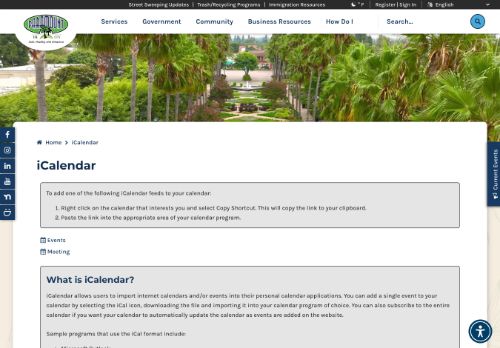 Street Sweeping Updates | Trash/Recycling Programs | Immigration Resources
°F
Register | Sign In
English
PARAMOUNT
Services
Government
Community
Business Resources
How Do I
Search...
Home
iCalendar
iCalendar
To add one of the following iCalendar feeds to your calendar:
1. Right click on the calendar that interests you and select Copy Shortcut. This will copy the link to your clipboard.
2. Paste the link into the appropriate area of your calendar program.
Events
Meeting
Current Events
What is iCalendar?
iCalendar allows users to import internet calendars and/or events into their personal calendar applications. You can add a single event to your
calendar by selecting the iCal icon, downloading the file and importing it into your calendar program of choice. You can also subscribe to the entire
calendar if you want your calendar to automatically update the calendar as events are added on the website.
Sample programs that use the iCal format include: